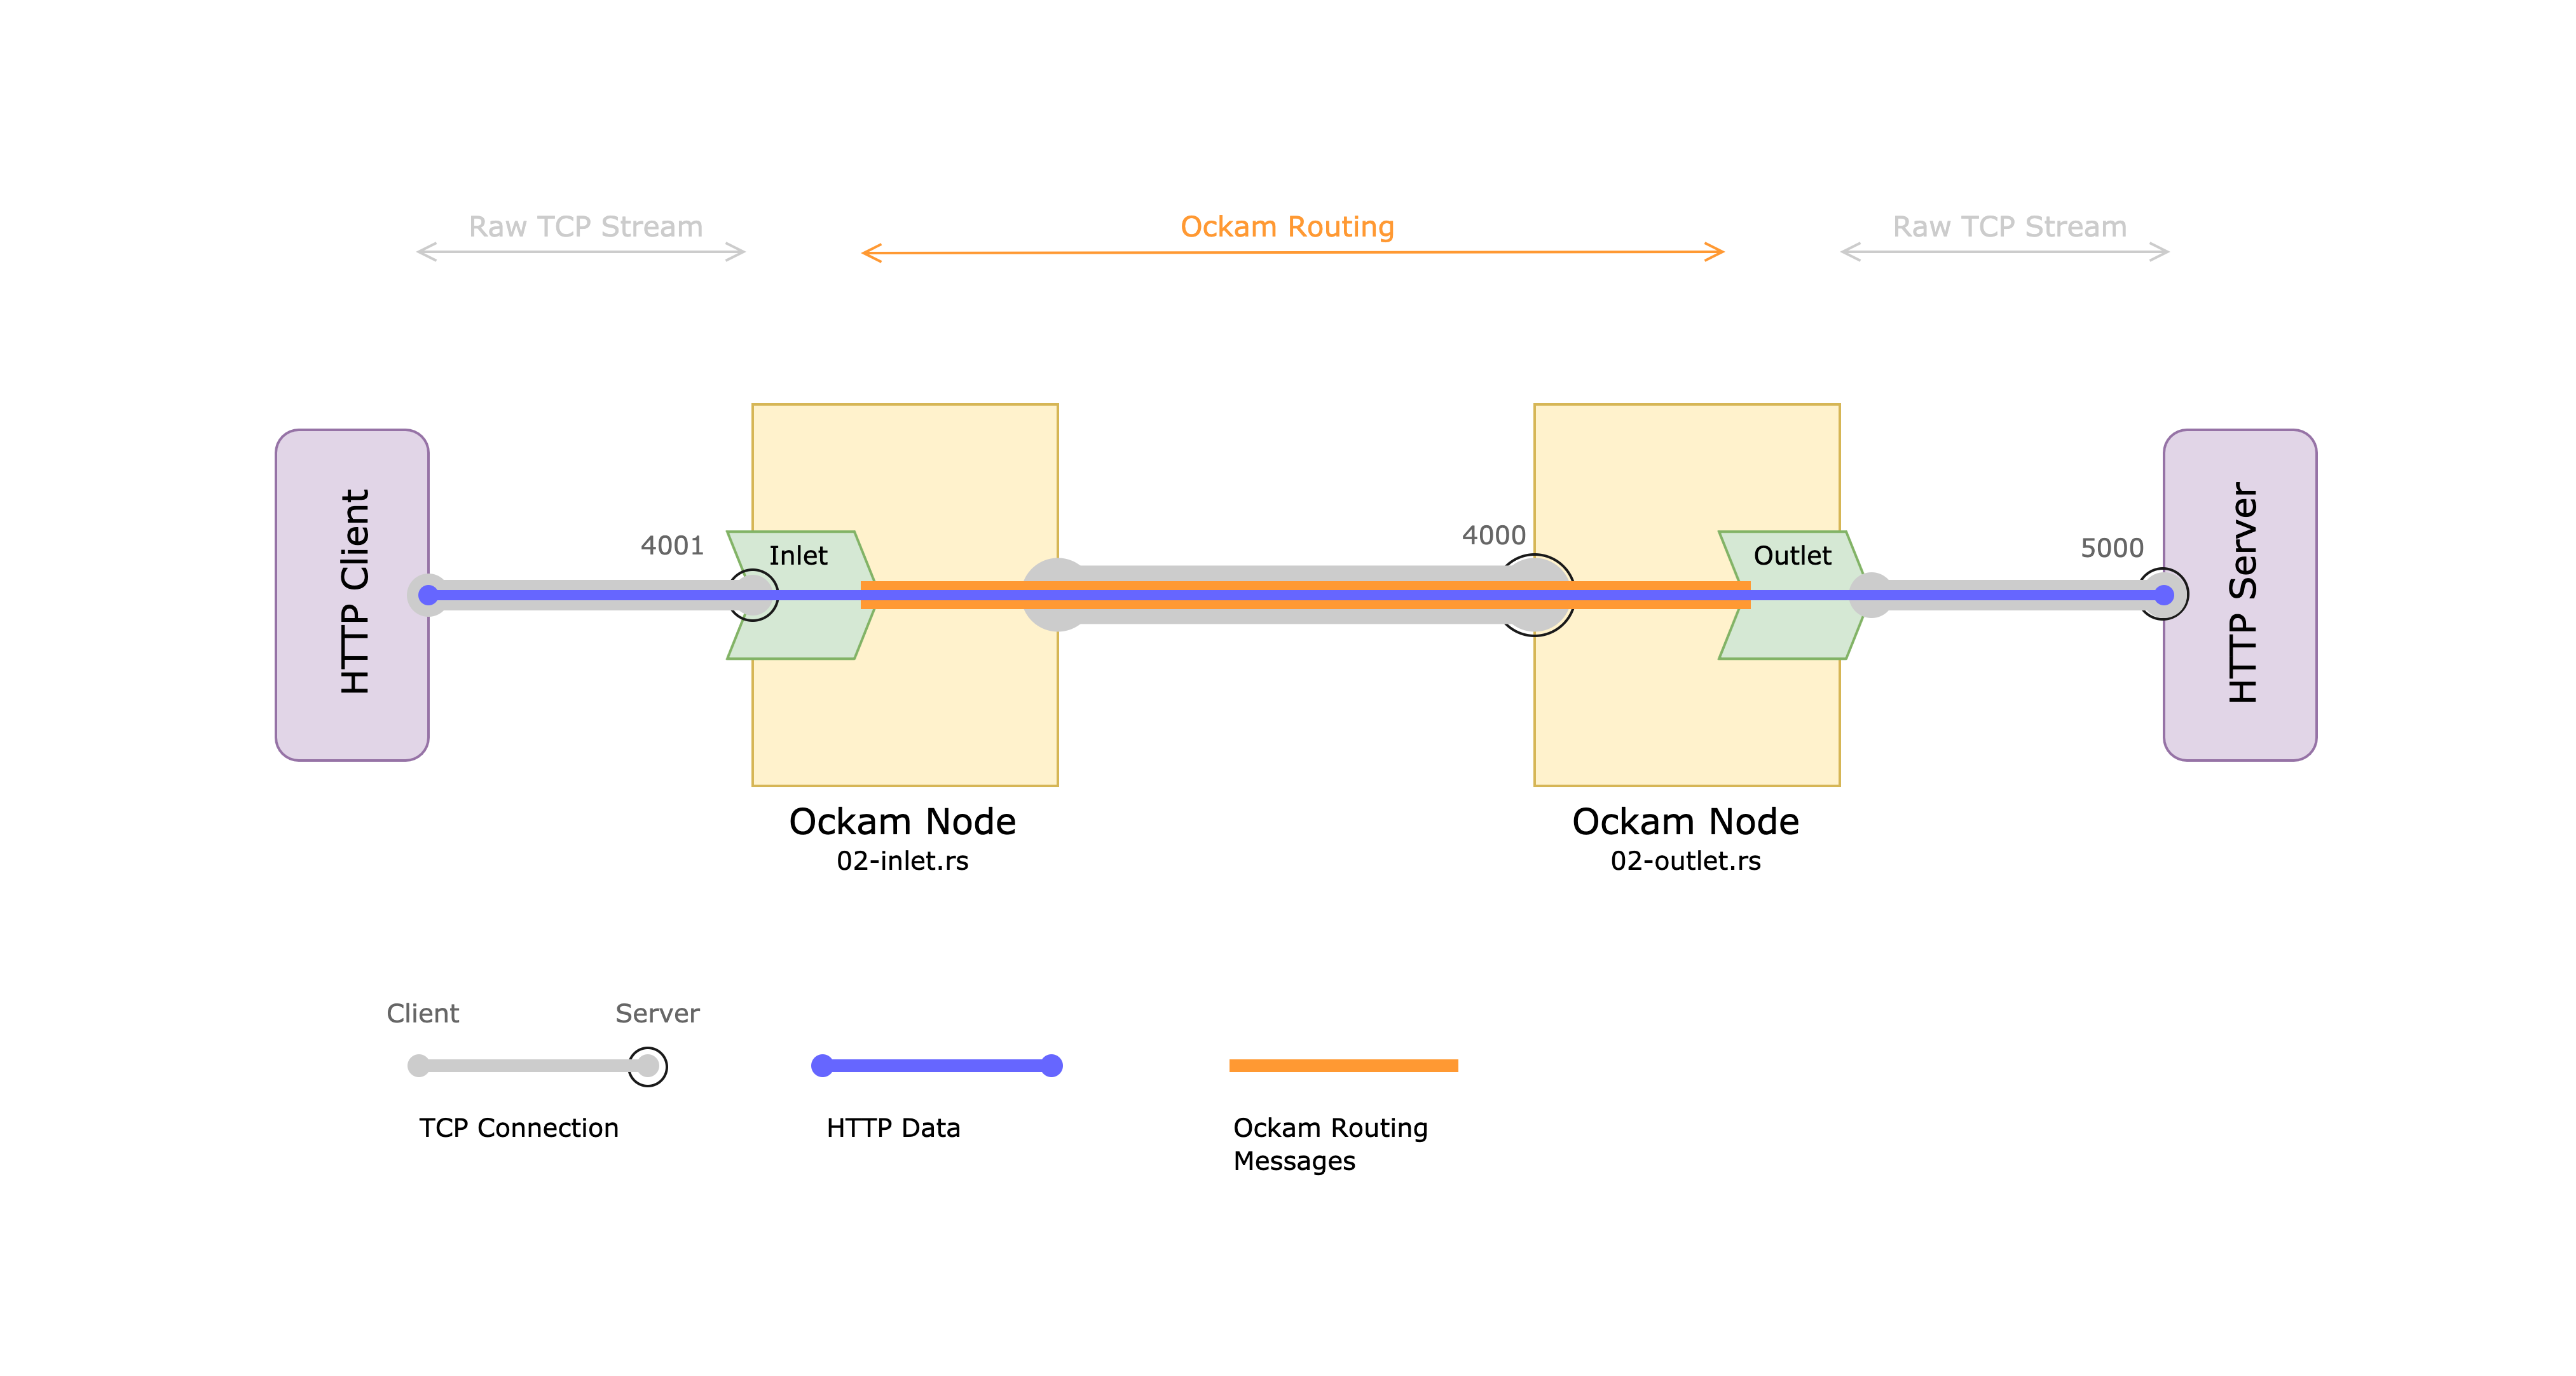 Raw TCP Stream
Ockam Routing
Raw TCP Stream
HTTP Client
4001
Inlet
4000
Outlet
5000
HTTP Server
Ockam Node
02-inlet.rs
Ockam Node
02-outlet.rs
Client
Server
TCP Connection
HTTP Data
Ockam Routing
Messages